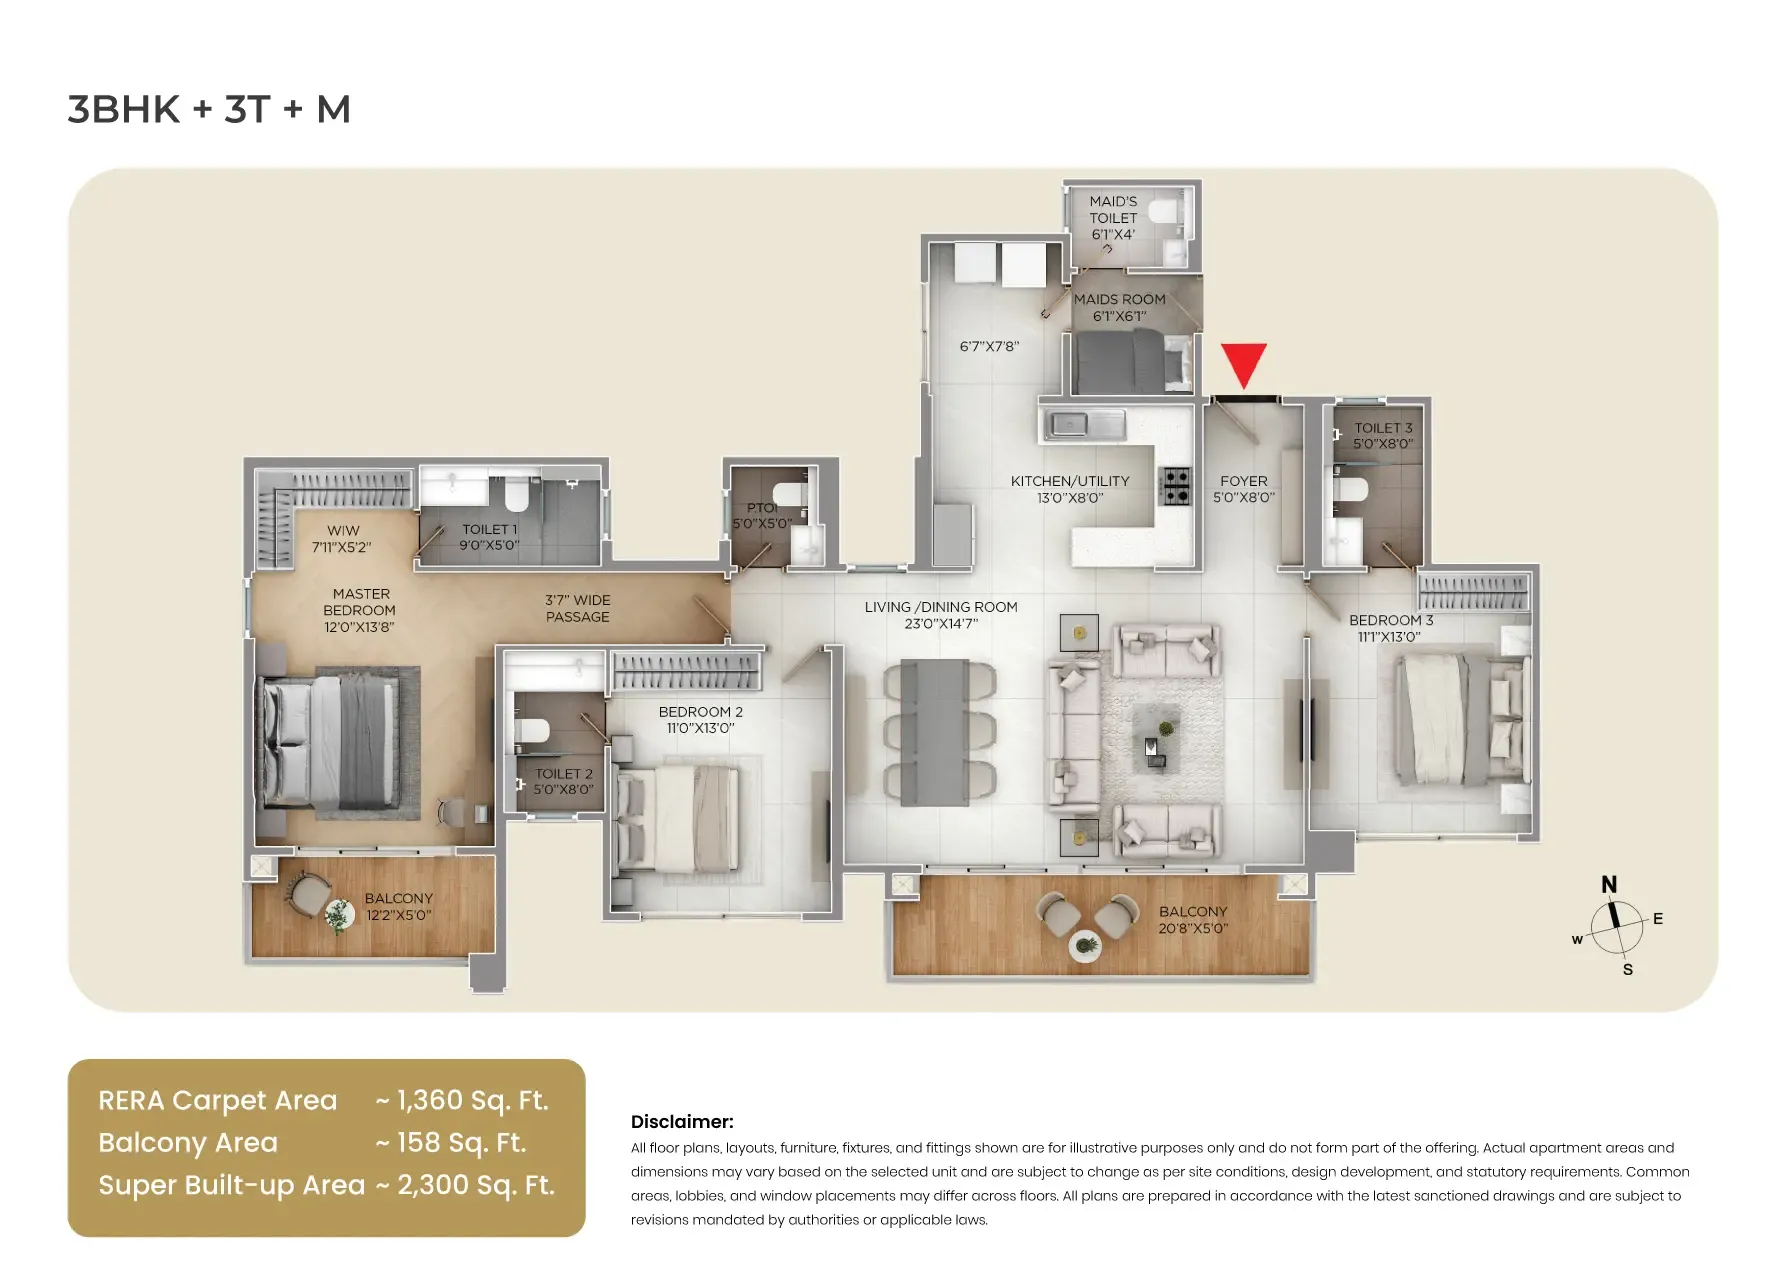 3BHK + 3T + M
MAID'S
TOILET
6'1"X4'
MAIDS ROOM
6'1"X6'1"
6'7"X7'8"
TOILET 3
5'0"X8'0"
KITCHEN/UTILITY
13'0"X8'0"
FOYER
5'0"X8'0"
P.TOI
5'0"X5'0"
WIW
7'11"X5'2"
TOILET 1
9'0"X5'0"
MASTER
BEDROOM
12'0"X13'8"
3'7" WIDE
PASSAGE
LIVING /DINING ROOM
23'0"X14'7"
BEDROOM 3
11'1"X13'0"
BEDROOM 2
11'0"X13'0"
TOILET 2
5'0"X8'0"
BALCONY
12'2"X5'0"
BALCONY
20'8"X5'0"
N
E
W
S
RERA Carpet Area ~ 1,360 Sq. Ft.
Balcony Area ~ 158 Sq. Ft.
Super Built-up Area ~ 2,300 Sq. Ft.
Disclaimer:
All floor plans, layouts, furniture, fixtures, and fittings shown are for illustrative purposes only and do not form part of the offering. Actual apartment areas and
dimensions may vary based on the selected unit and are subject to change as per site conditions, design development, and statutory requirements. Common
areas, lobbies, and window placements may differ across floors. All plans are prepared in accordance with the latest sanctioned drawings and are subject to
revisions mandated by authorities or applicable laws.